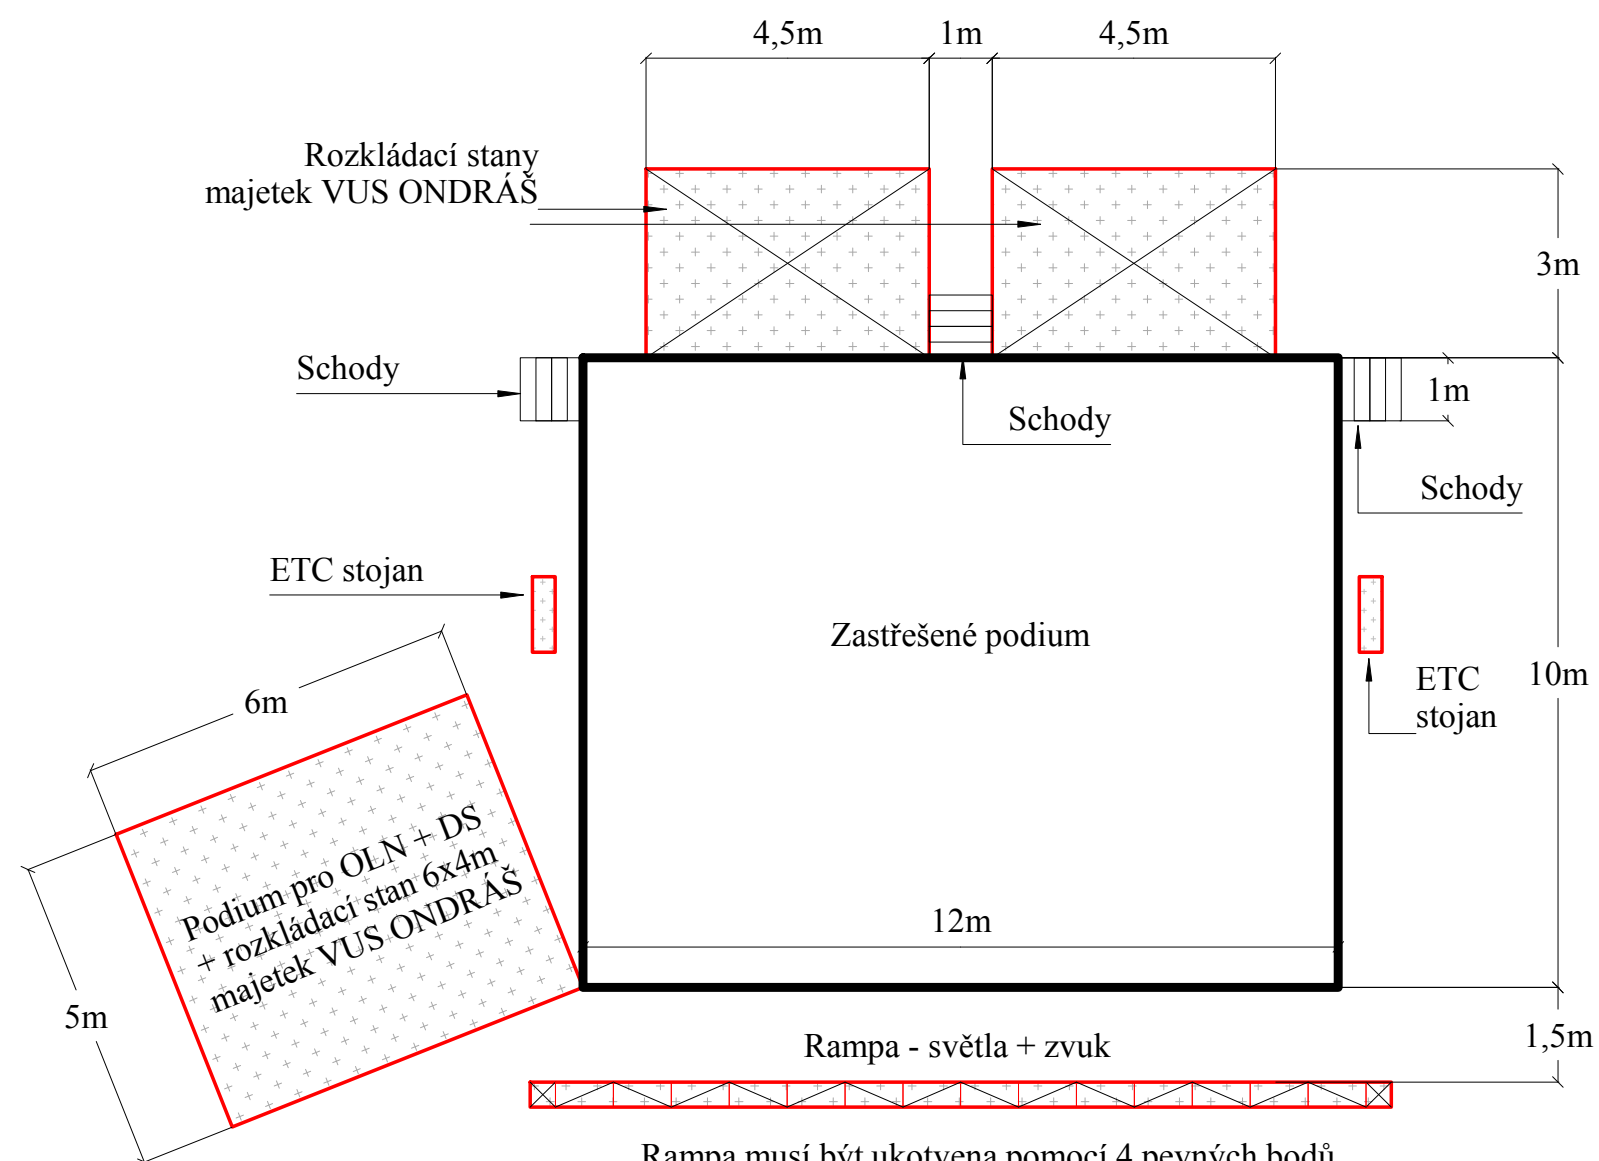 4,5m
1m
4,5m
Rozkládací stany
majetek VUS ONDRÁŠ
3m
Schody
1m
Schody
Schody
ETC stojan
Zastřešené podium
ETC
stojan
10m
6m
Podium pro OLN + DS
+ rozkládací stan 6x4m
majetek VUS ONDRÁŠ
12m
5m
1,5m
Rampa - světla + zvuk
Rampa musí být ukotvena pomocí 4 pevných bodů